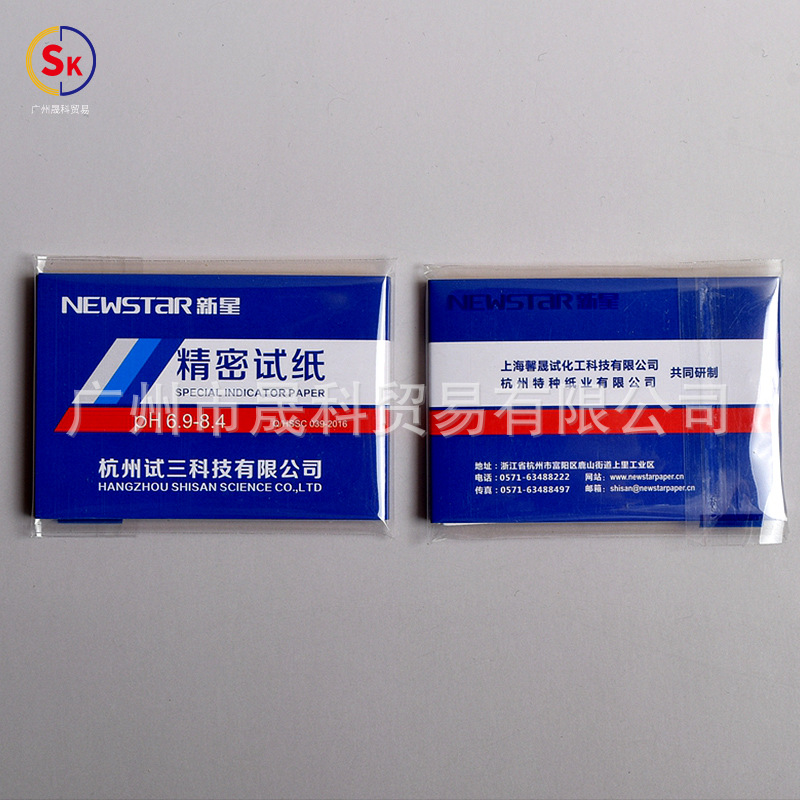 SK
广州晟科贸易
NEWSTAR 新星
精密试纸
SPECIAL INDICATOR PAPER
pH 6.9-8.4
Q/HSSC 039-2016
杭州试三科技有限公司
HANGZHOU SHISAN SCIENCE CO.,LTD
NEWSTAR 新星
上海馨晟试化工科技有限公司
杭州特种纸业有限公司
共同研制
地址：浙江省杭州市富阳区鹿山街道上里工业区
电话：0571-63488222 网站：www.newstarpaper.cn
传真：0571-63488497 邮箱：shisan@newstarpaper.cn
广州市晟科贸易有限公司